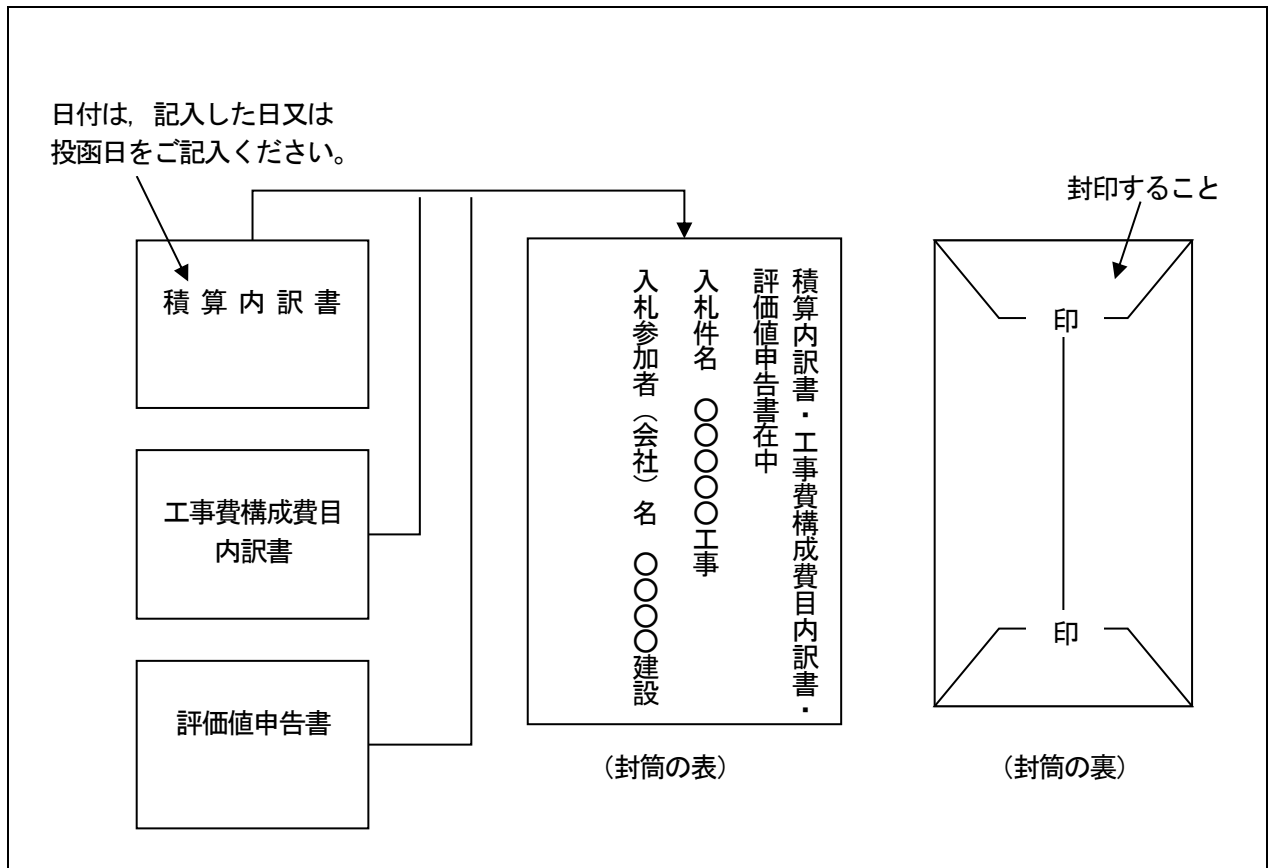 日付は，記入した日又は
投函日をご記入ください。
封印すること
積 算 内 訳 書
工事費構成費目
内訳書
評価値申告書
積算内訳書・工事費構成費目内訳書・
評価値申告書在中
入札件名　〇〇〇〇〇工事
入札参加者（会社）名　〇〇〇〇建設
（封筒の表）
印
印
（封筒の裏）